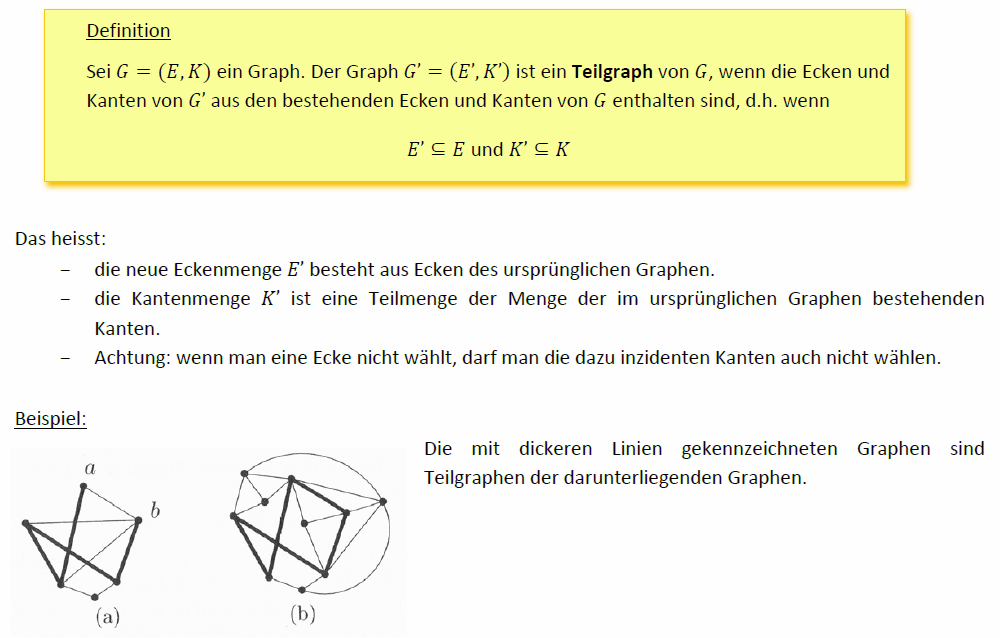 Definition
Sei G = (E, K) ein Graph. Der Graph G’ = (E’, K’) ist ein Teilgraph von G, wenn die Ecken und
Kanten von G’ aus den bestehenden Ecken und Kanten von G enthalten sind, d.h. wenn
E’ ⊆ E und K’ ⊆ K
Das heisst:
– die neue Eckenmenge E’ besteht aus Ecken des ursprünglichen Graphen.
– die Kantenmenge K’ ist eine Teilmenge der Menge der im ursprünglichen Graphen bestehenden
Kanten.
– Achtung: wenn man eine Ecke nicht wählt, darf man die dazu inzidenten Kanten auch nicht wählen.
Beispiel:
Die mit dickeren Linien gekennzeichneten Graphen sind
Teilgraphen der darunterliegenden Graphen.
a
b
(a)
(b)